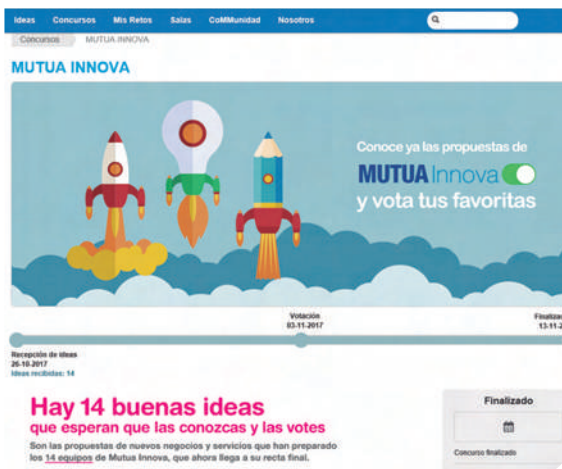 Ideas Concursos Mis Retos Salas CoMMunidad Nosotros
Concursos MUTUA INNOVA
MUTUA INNOVA
Conoce ya las propuestas de
MUTUA Innova
y vota tus favoritas
Votación
03-11-2017
Recepción de ideas
26-10-2017
Ideas recibidas: 14
Hay 14 buenas ideas
que esperan que las conozcas y las votes
Son las propuestas de nuevos negocios y servicios que han preparado
los 14 equipos de Mutua Innova, que ahora llega a su recta final.
Finalizado
Concurso finalizado